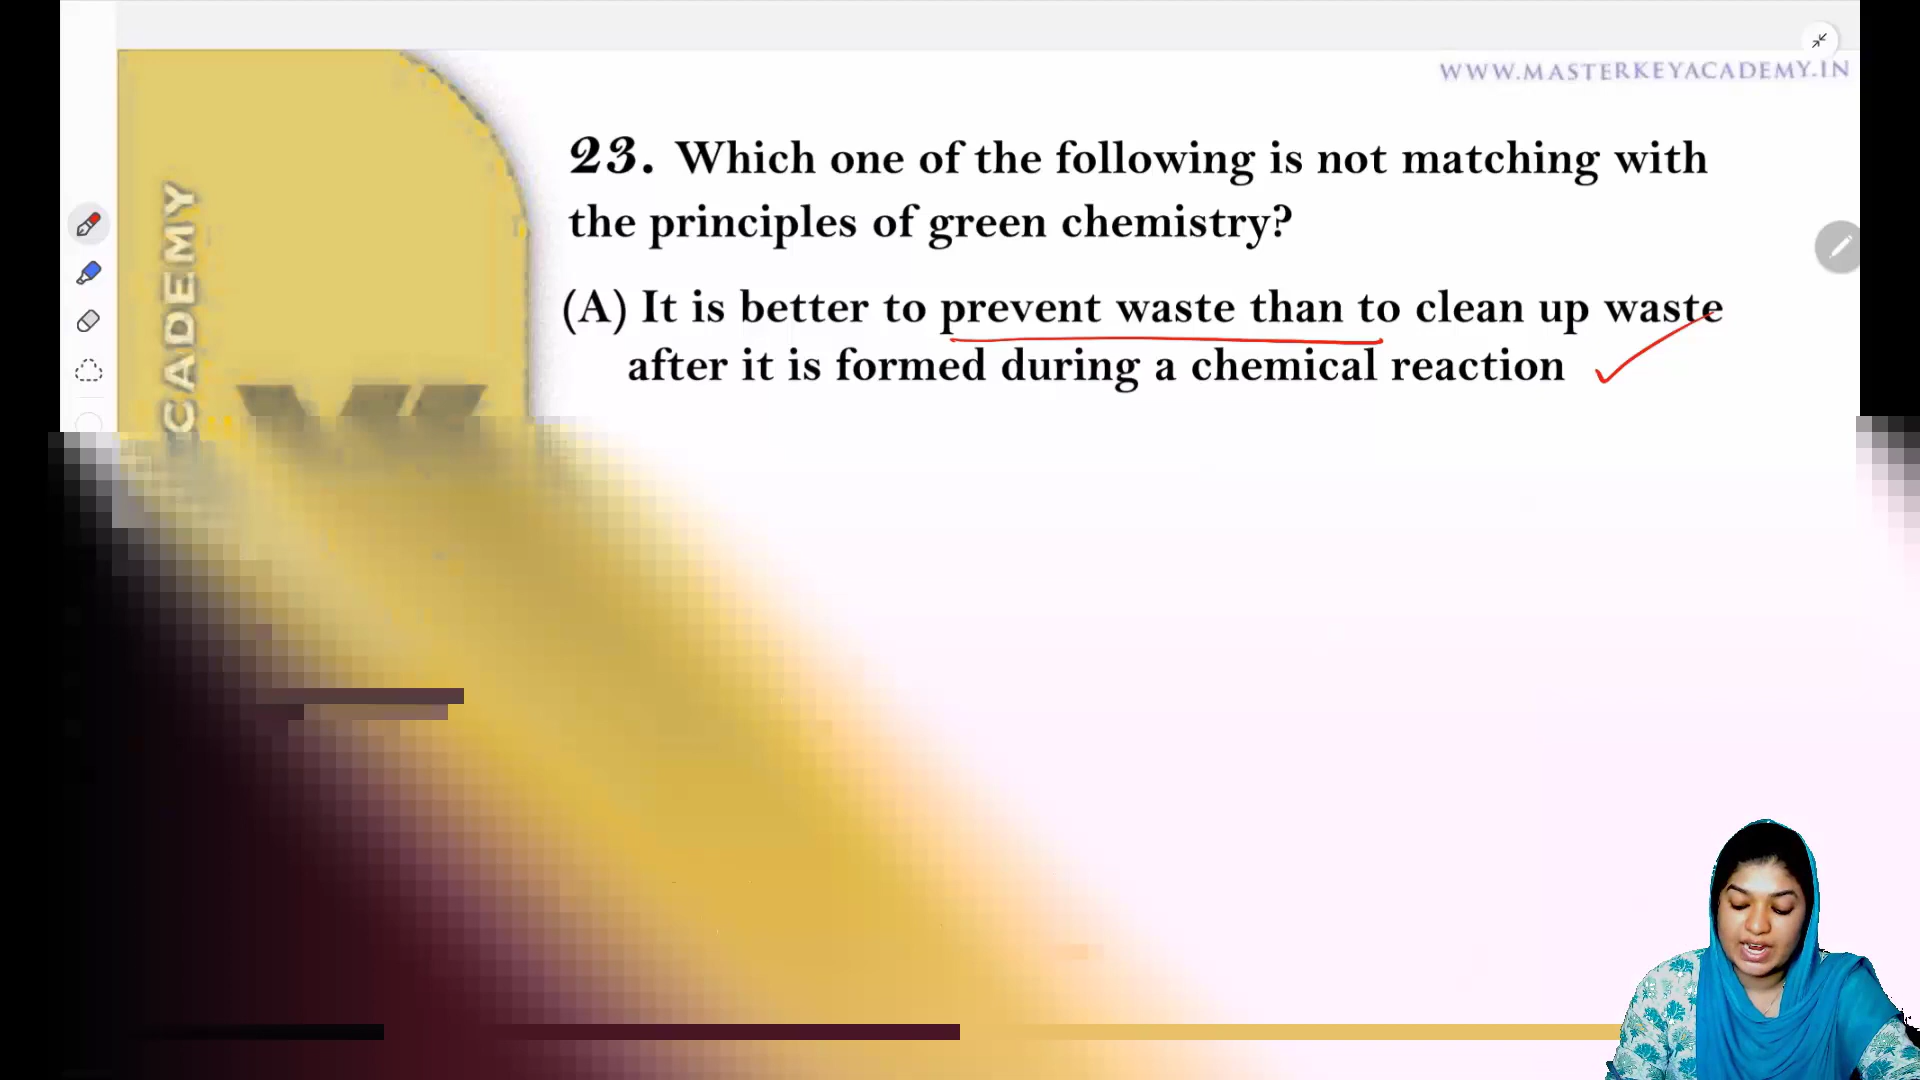 WWW.MASTERKEYACADEMY.IN
23. Which one of the following is not matching with
the principles of green chemistry?
(A) It is better to prevent waste than to clean up waste
after it is formed during a chemical reaction
CADEMY